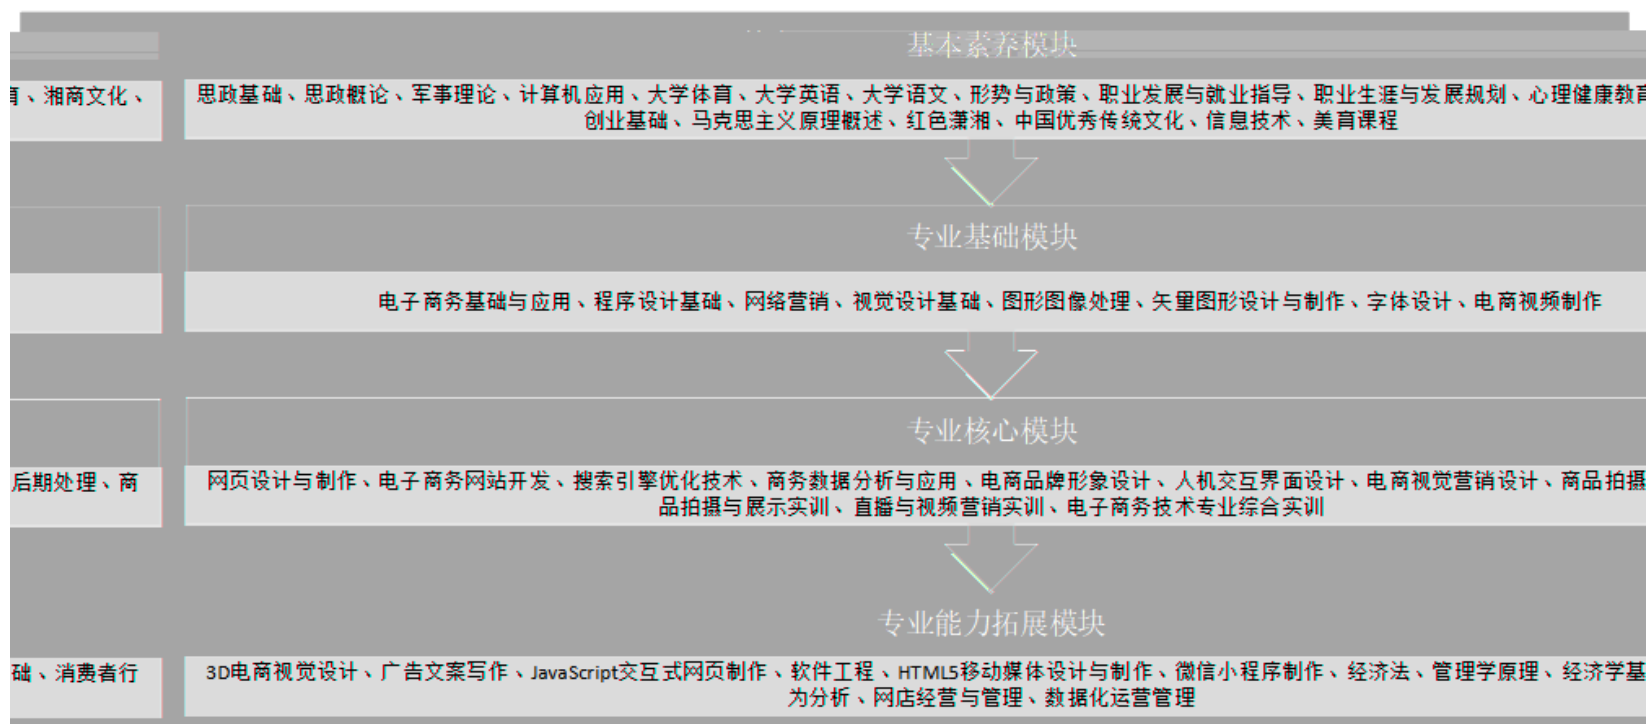 基本素养模块
思政基础、思政概论、军事理论、计算机应用、大学体育、大学英语、大学语文、形势与政策、职业发展与就业指导、职业生涯与发展规划、心理健康教育
、湘商文化、
创业基础、马克思主义原理概述、红色潇湘、中国优秀传统文化、信息技术、美育课程
专业基础模块
电子商务基础与应用、程序设计基础、网络营销、视觉设计基础、图形图像处理、矢量图形设计与制作、字体设计、电商视频制作
专业核心模块
网页设计与制作、电子商务网站开发、搜索引擎优化技术、商务数据分析与应用、电商品牌形象设计、人机交互界面设计、电商视觉营销设计、商品拍摄
后期处理、商
品拍摄与展示实训、直播与视频营销实训、电子商务技术专业综合实训
专业能力拓展模块
3D电商视觉设计、广告文案写作、JavaScript交互式网页制作、软件工程、HTML5移动媒体设计与制作、微信小程序制作、经济法、管理学原理、经济学基
础、消费者行
为分析、网店经营与管理、数据化运营管理